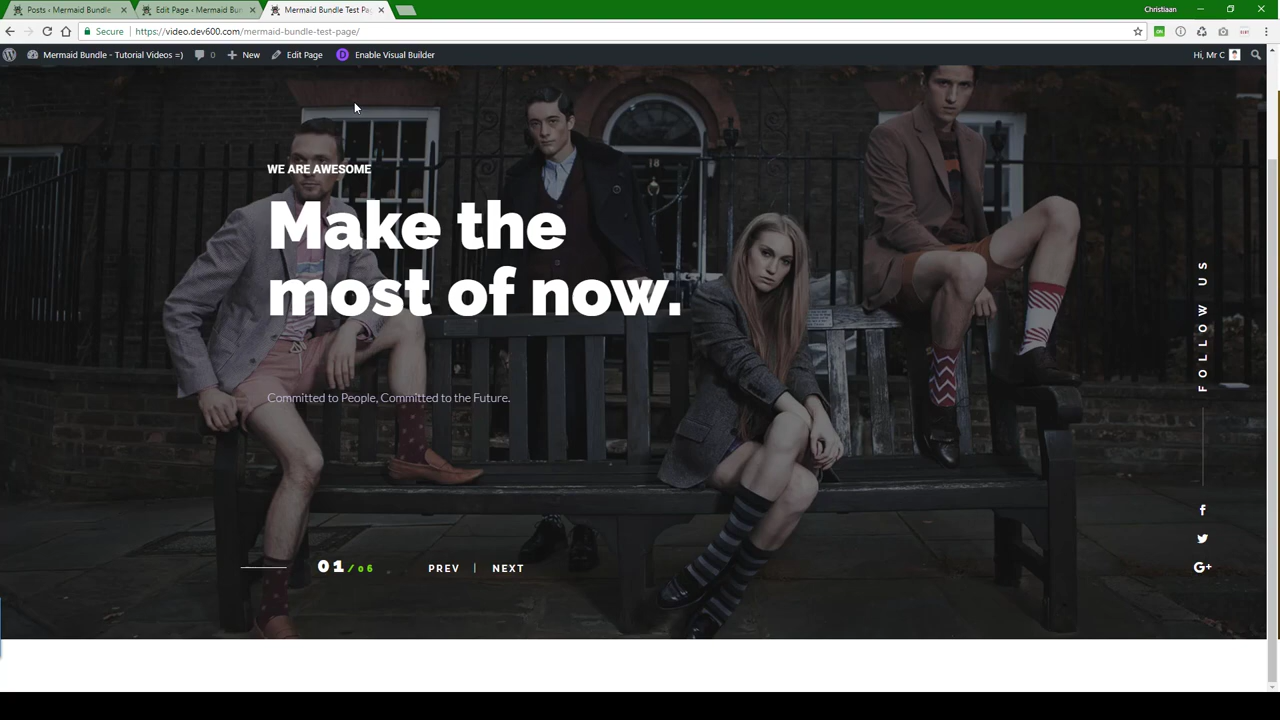 Posts ‹ Mermaid Bundle
Edit Page ‹ Mermaid Bun
Mermaid Bundle Test Pa
Christiaan
Secure
https://video.dev600.com/mermaid-bundle-test-page/
Mermaid Bundle - Tutorial Videos =)
0
New
Edit Page
Enable Visual Builder
Hi, Mr C
18
WE ARE AWESOME
Make the
most of now.
Committed to People, Committed to the Future.
FOLLOW US
G+
01/06
PREV | NEXT